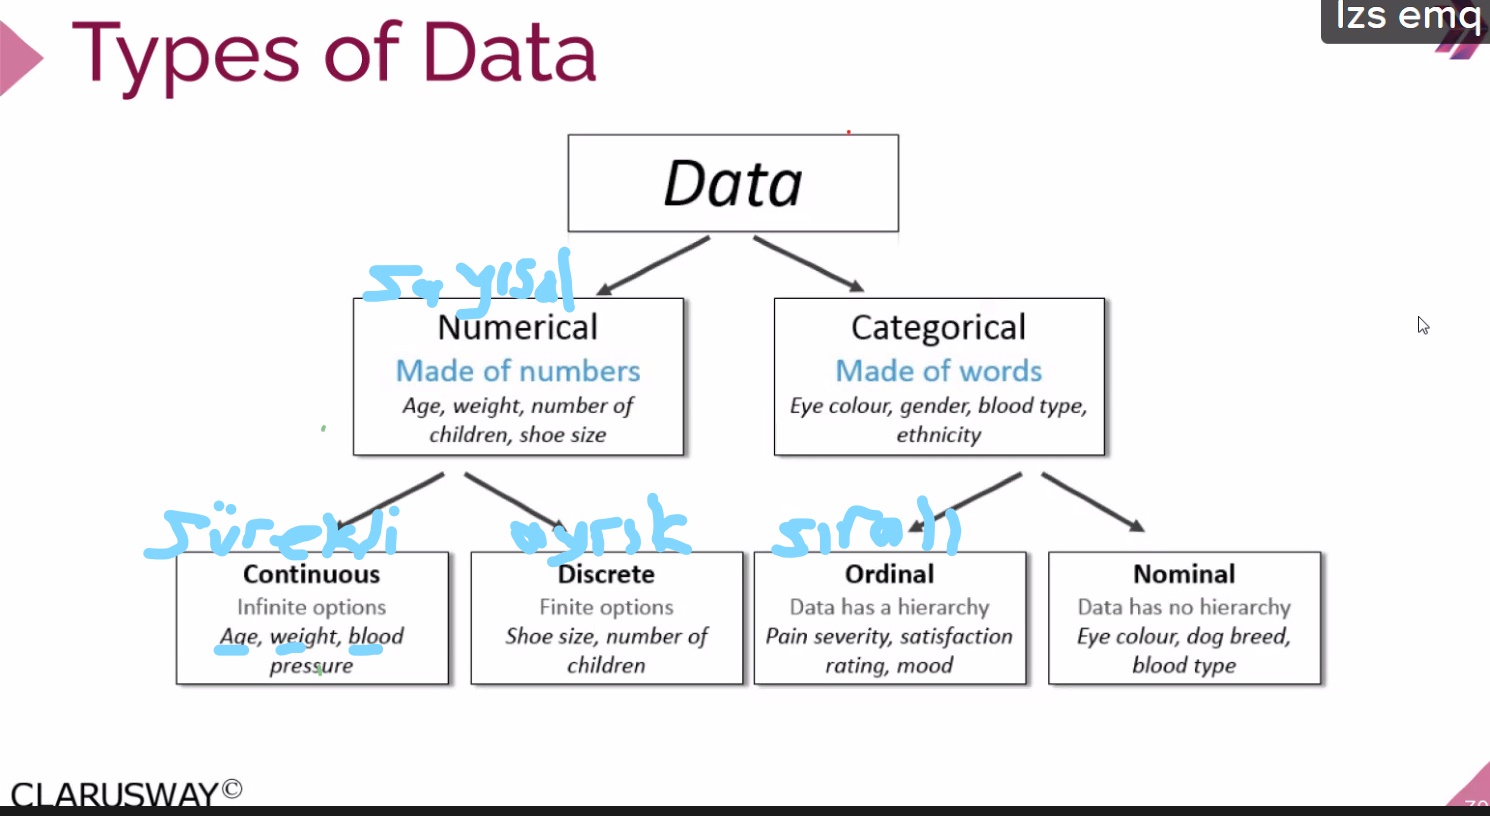 Types of Data
Izs emq
Data
sayısal
Numerical
Made of numbers
Age, weight, number of
children, shoe size
Categorical
Made of words
Eye colour, gender, blood type,
ethnicity
sürekli
Continuous
Infinite options
Age, weight, blood
pressure
ayrık
Discrete
Finite options
Shoe size, number of
children
sıralı
Ordinal
Data has a hierarchy
Pain severity, satisfaction
rating, mood
Nominal
Data has no hierarchy
Eye colour, dog breed,
blood type
CLARUSWAY©